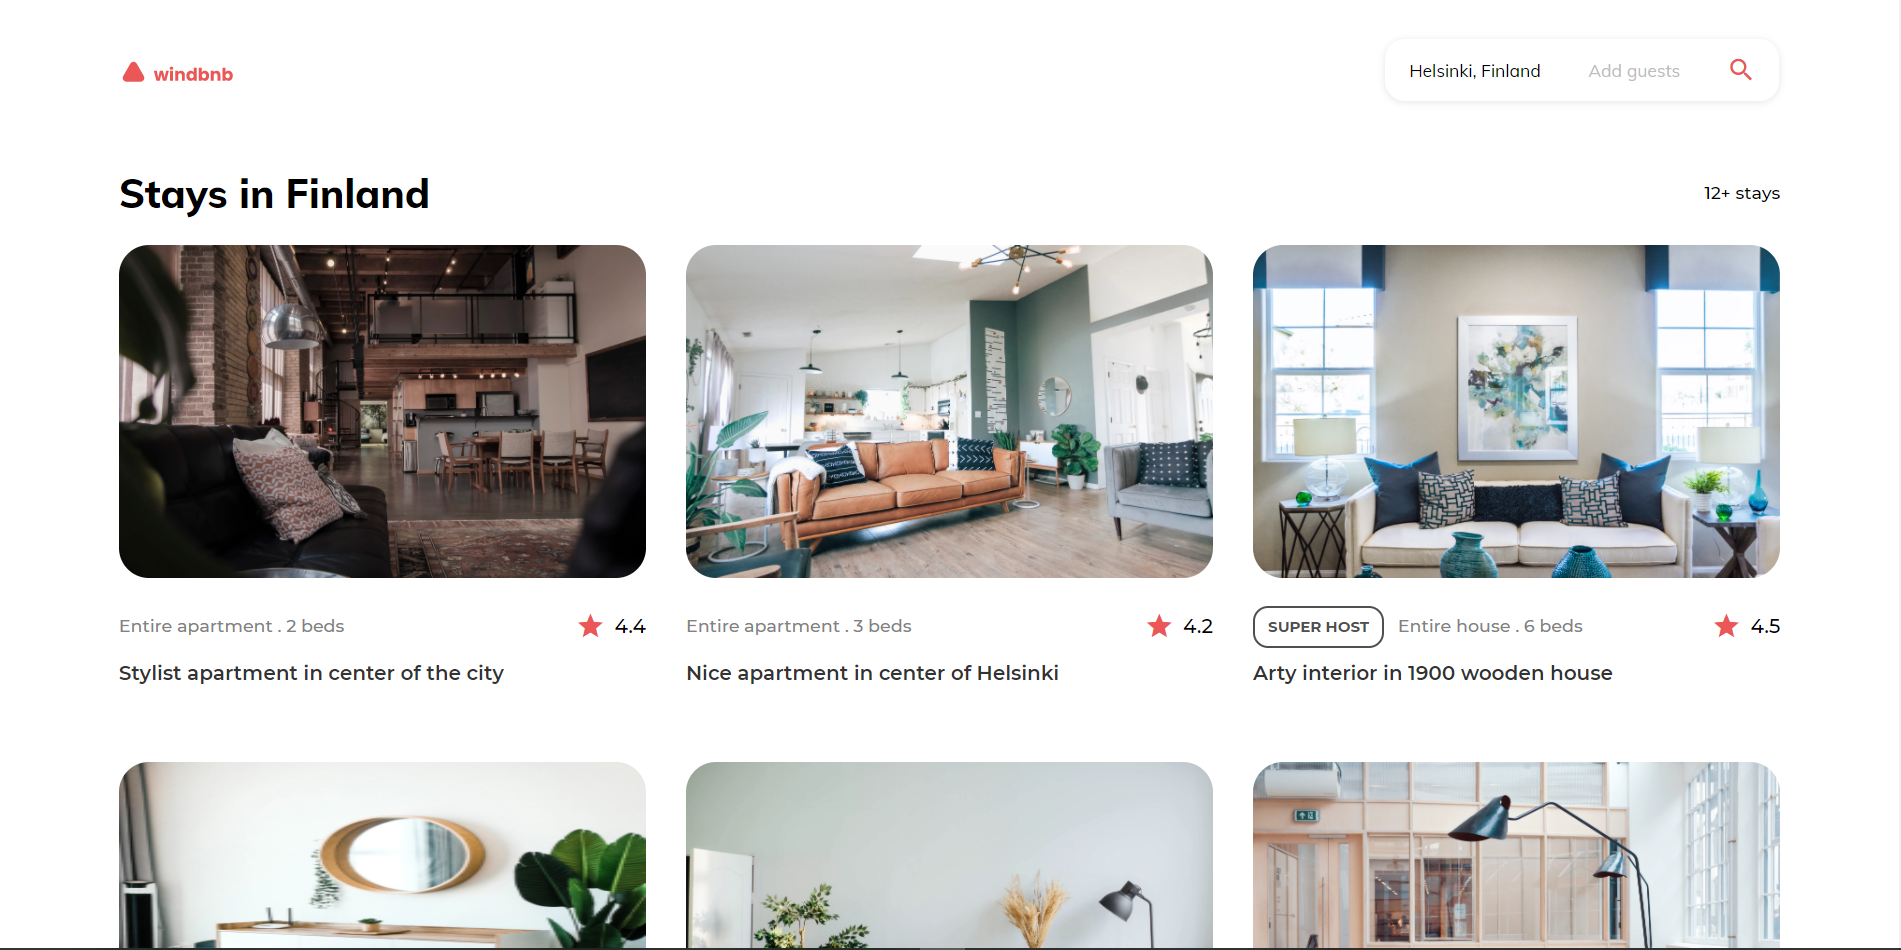 windbnb
Helsinki, Finland Add guests
Stays in Finland
12+ stays
Entire apartment . 2 beds
4.4
Stylist apartment in center of the city
Entire apartment . 3 beds
4.2
Nice apartment in center of Helsinki
SUPER HOST Entire house . 6 beds
4.5
Arty interior in 1900 wooden house